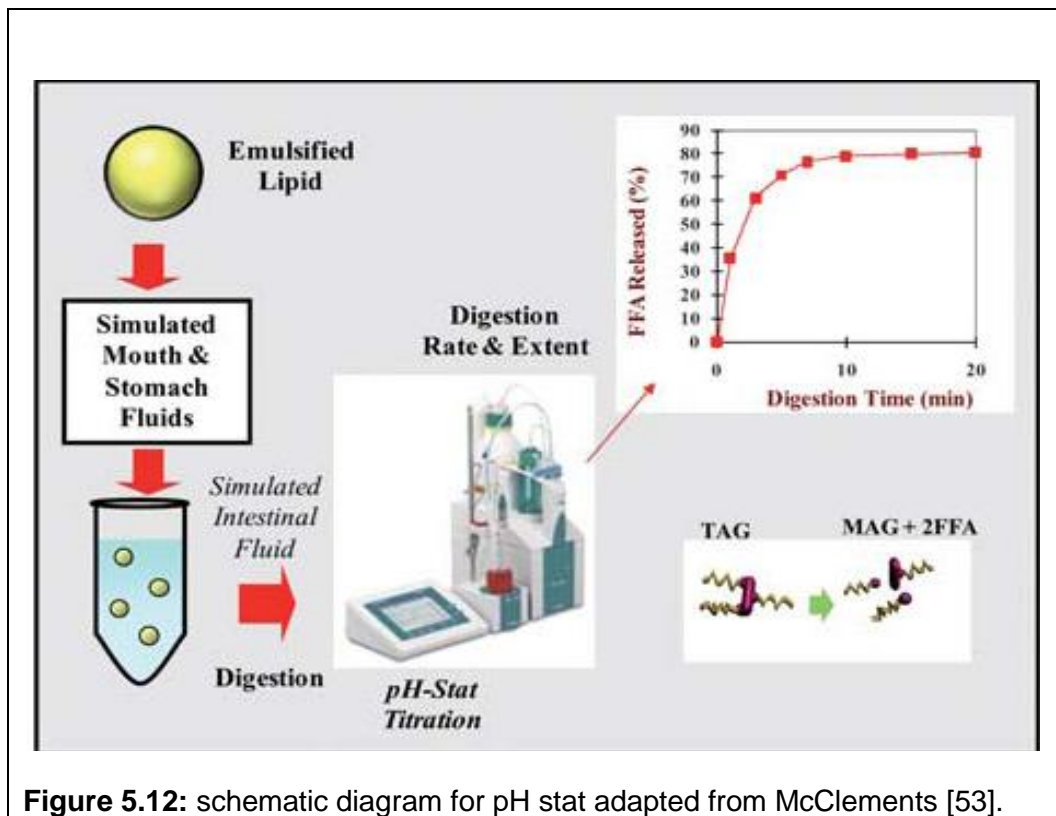 Emulsified
Lipid
Simulated
Mouth &
Stomach
Fluids
Simulated
Intestinal
Fluid
Digestion
Digestion
Rate & Extent
pH-Stat
Titration
FFA Released (%)
90
80
70
60
50
40
30
20
10
0
0
10
20
Digestion Time (min)
TAG
MAG + 2FFA
Figure 5.12: schematic diagram for pH stat adapted from McClements [53].